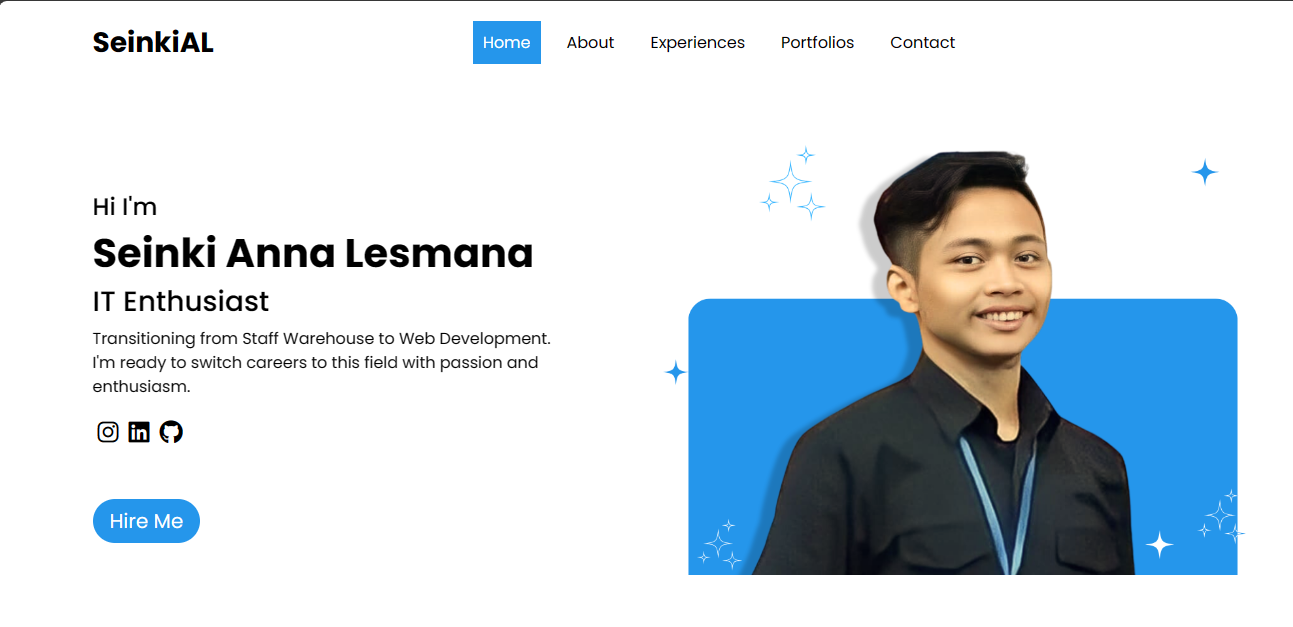 SeinkiAL
Home
About
Experiences
Portfolios
Contact
Hi I'm
Seinki Anna Lesmana
IT Enthusiast
Transitioning from Staff Warehouse to Web Development.
I'm ready to switch careers to this field with passion and
enthusiasm.
in
Hire Me